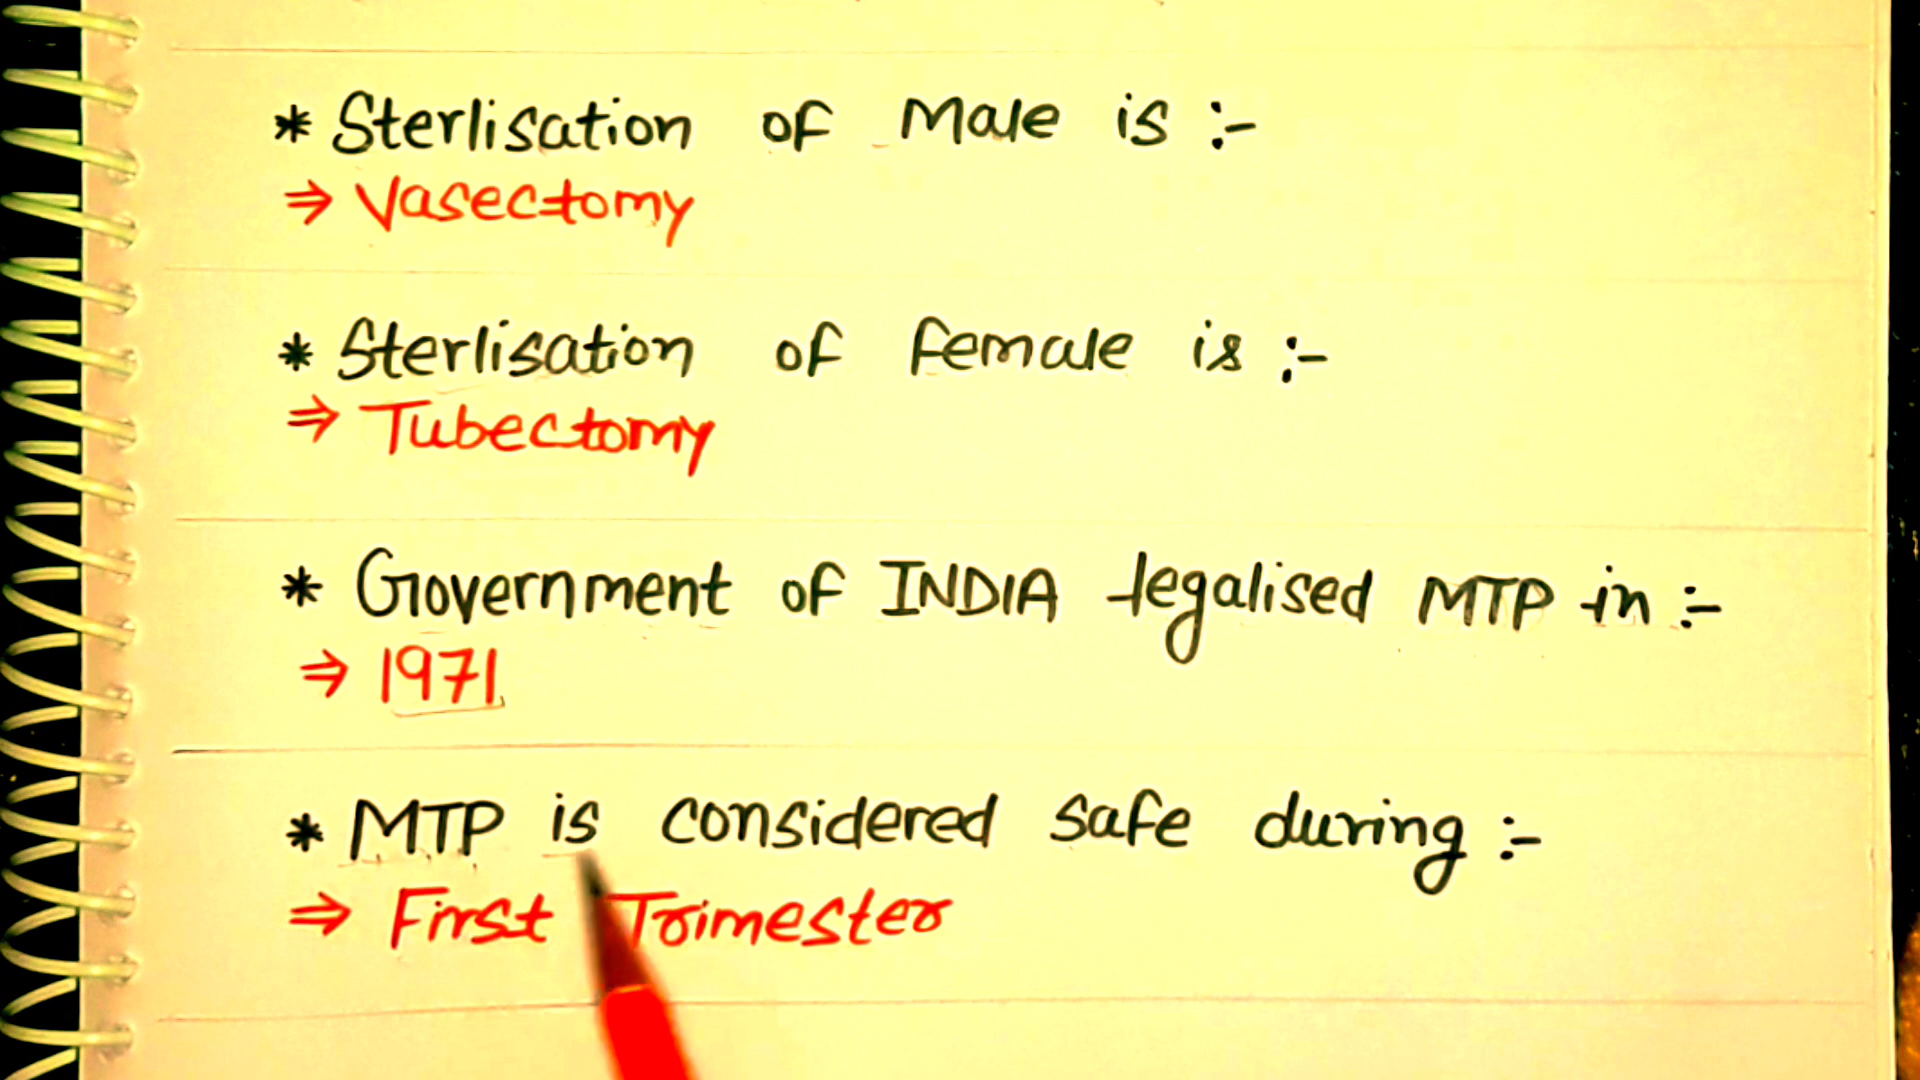 * Sterlisation of Male is :-
⇒ Vasectomy
* Sterlisation of female is :-
⇒ Tubectomy
* Government of INDIA legalised MTP in :-
⇒ 1971
* MTP is considered safe during :-
⇒ First Trimester